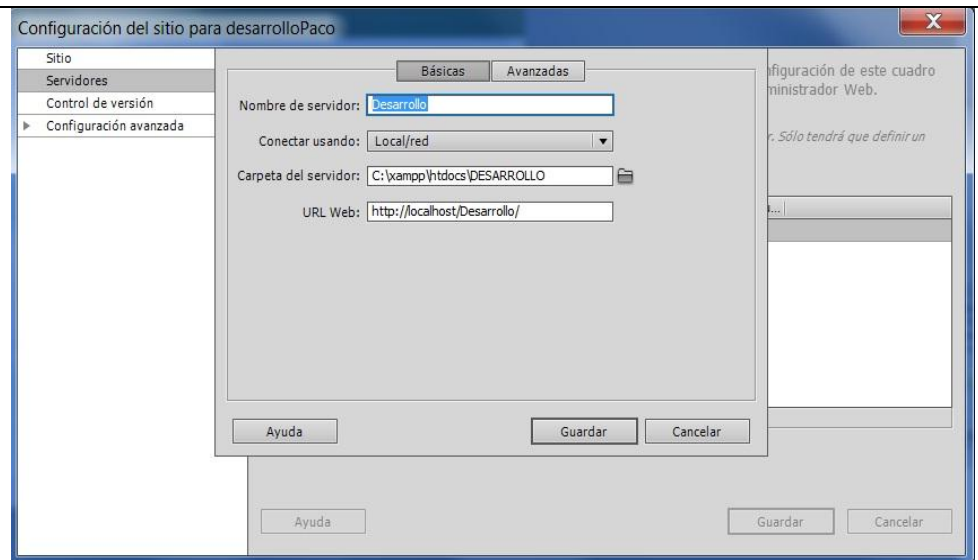 Configuración del sitio para desarrolloPaco
Sitio
Servidores
Control de versión
Configuración avanzada
Básicas
Avanzadas
Nombre de servidor: Desarrollo
Conectar usando: Local/red
Carpeta del servidor: C:\xampp\htdocs\DESARROLLO
URL Web: http://localhost/Desarrollo/
Ayuda
Guardar
Cancelar
nfiguración de este cuadro
ministrador Web.
r. Sólo tendrá que definir un
Ayuda
Guardar
Cancelar